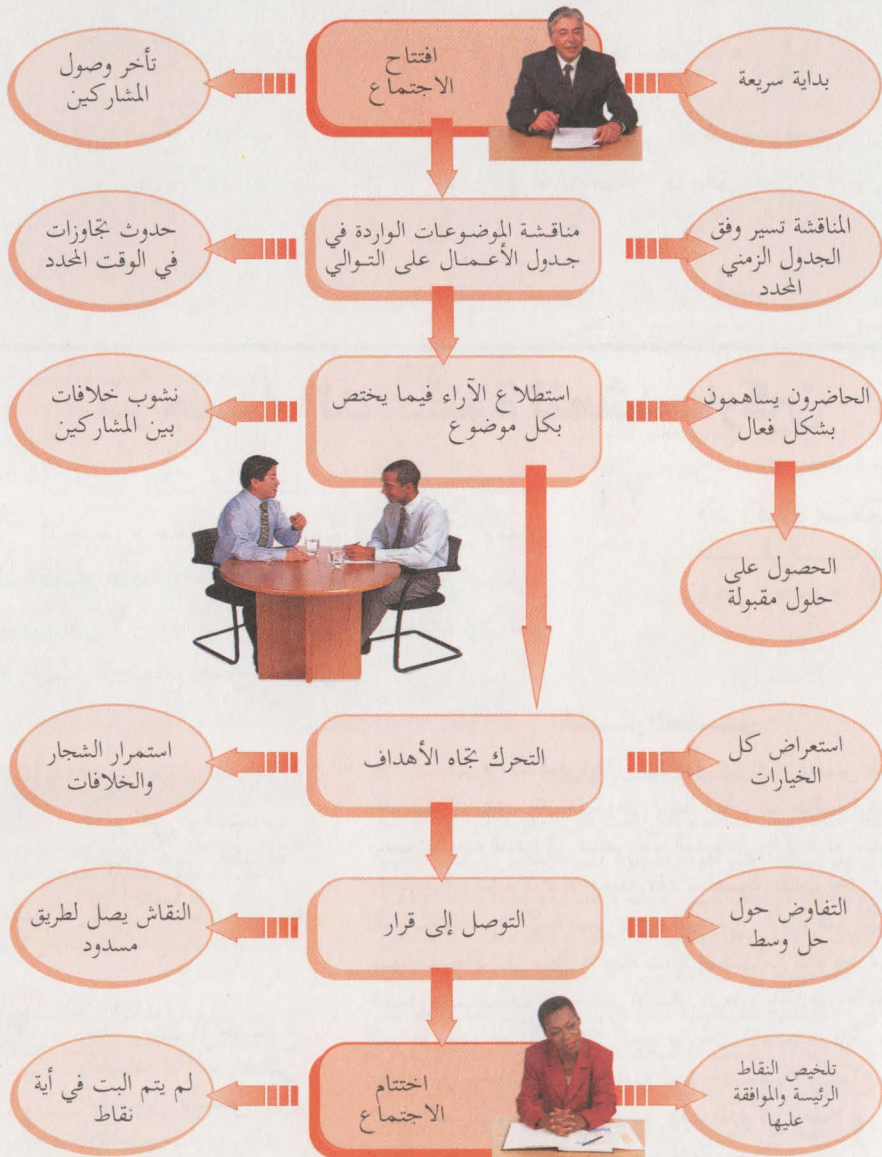 بداية سريعة
افتتاح
الاجتماع
تأخر وصول
المشاركين
المناقشة تسير وفق
الجدول الزمني
المحدد
مناقشة الموضوعات الواردة في
جدول الأعمال على التوالي
حدوث تجاوزات
في الوقت المحدد
الحاضرون يساهمون
بشكل فعال
استطلاع الآراء فيما يختص
بكل موضوع
نشوب خلافات
بين المشاركين
الحصول على
حلول مقبولة
استعراض كل
الخيارات
التحرك تجاه الأهداف
استمرار الشجار
والخلافات
التفاوض حول
حل وسط
التوصل إلى قرار
النقاش يصل لطريق
مسدود
تلخيص النقاط
الرئيسة والموافقة
عليها
اختتام
الاجتماع
لم يتم البت في أية
نقاط